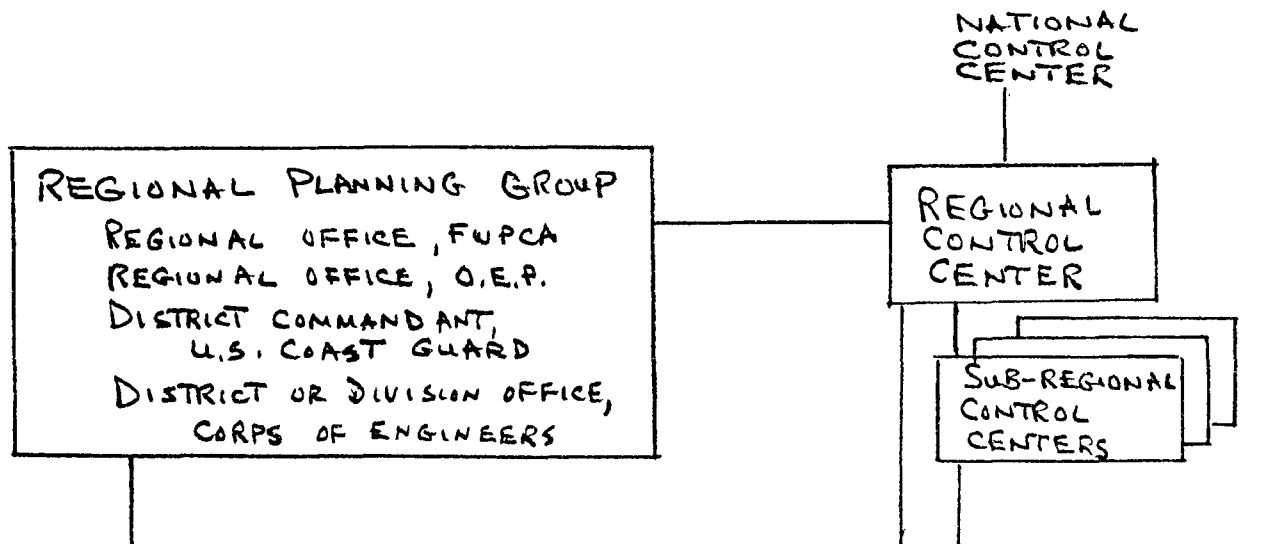 NATIONAL
CONTROL
CENTER
REGIONAL PLANNING GROUP
REGIONAL OFFICE, FWPCA
REGIONAL OFFICE, O.E.P.
DISTRICT COMMANDANT,
U.S. COAST GUARD
DISTRICT OR DIVISION OFFICE,
CORPS OF ENGINEERS
REGIONAL
CONTROL
CENTER
SUB-REGIONAL
CONTROL
CENTERS